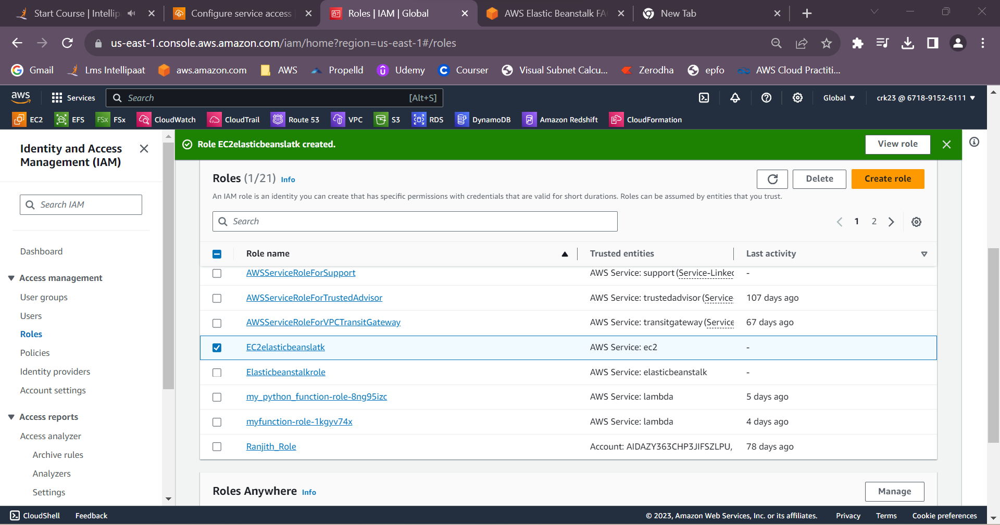 Start Course | Intellip
Configure service access |
Roles | IAM | Global
AWS Elastic Beanstalk FA
New Tab
us-east-1.console.aws.amazon.com/iam/home?region=us-east-1#/roles
Gmail
Lms Intellipaat
aws.amazon.com
AWS
Propelld
Udemy
Courser
Visual Subnet Calcu...
Zerodha
epfo
AWS Cloud Practiti...
aws
Services
Search
[Alt+S]
Global
crk23 @ 6718-9152-6111
EC2
EFS
FSx
FSx
CloudWatch
CloudTrail
Route 53
VPC
S3
RDS
DynamoDB
Amazon Redshift
CloudFormation
Identity and Access
Management (IAM)
Search IAM
Dashboard
Access management
User groups
Users
Roles
Policies
Identity providers
Account settings
Access reports
Access analyzer
Archive rules
Analyzers
Settings
Role EC2elasticbeanslatk created.
View role
Roles (1/21) Info
Delete
Create role
An IAM role is an identity you can create that has specific permissions with credentials that are valid for short durations. Roles can be assumed by entities that you trust.
Search
1
2
Role name
Trusted entities
Last activity
AWSServiceRoleForSupport
AWS Service: support (Service-Linked
-
AWSServiceRoleForTrustedAdvisor
AWS Service: trustedadvisor (Service-
107 days ago
AWSServiceRoleForVPCTransitGateway
AWS Service: transitgateway (Service
67 days ago
EC2elasticbeanslatk
AWS Service: ec2
-
Elasticbeanstalkrole
AWS Service: elasticbeanstalk
-
my_python_function-role-8ng95izc
AWS Service: lambda
5 days ago
myfunction-role-1kgyv74x
AWS Service: lambda
4 days ago
Ranjith_Role
Account: AIDAZY363CHP3JIFSZLPU,
78 days ago
Roles Anywhere Info
Manage
CloudShell
Feedback
© 2023, Amazon Web Services, Inc. or its affiliates.
Privacy
Terms
Cookie preferences